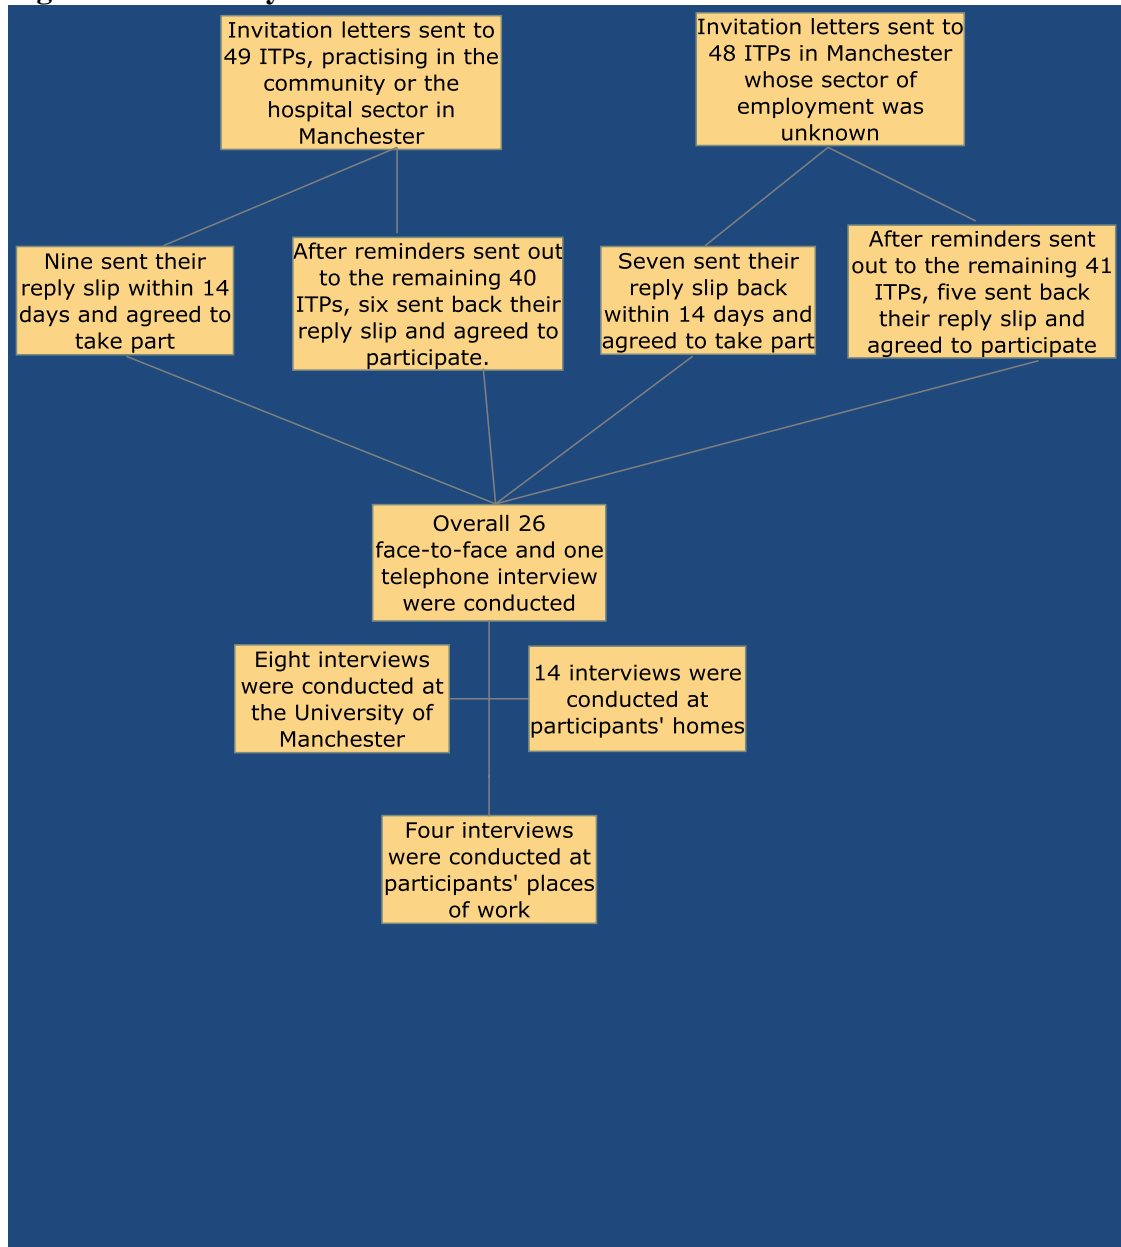 Invitation letters sent to
49 ITPs, practising in the
community or the
hospital sector in
Manchester
Invitation letters sent to
48 ITPs in Manchester
whose sector of
employment was
unknown
Nine sent their
reply slip within 14
days and agreed to
take part
After reminders sent out
to the remaining 40
ITPs, six sent back their
reply slip and agreed to
participate.
Seven sent their
reply slip back
within 14 days and
agreed to take part
After reminders sent
out to the remaining 41
ITPs, five sent back
their reply slip and
agreed to participate
Overall 26
face-to-face and one
telephone interview
were conducted
Eight interviews
were conducted at
the University of
Manchester
14 interviews were
conducted at
participants' homes
Four interviews
were conducted at
participants' places
of work